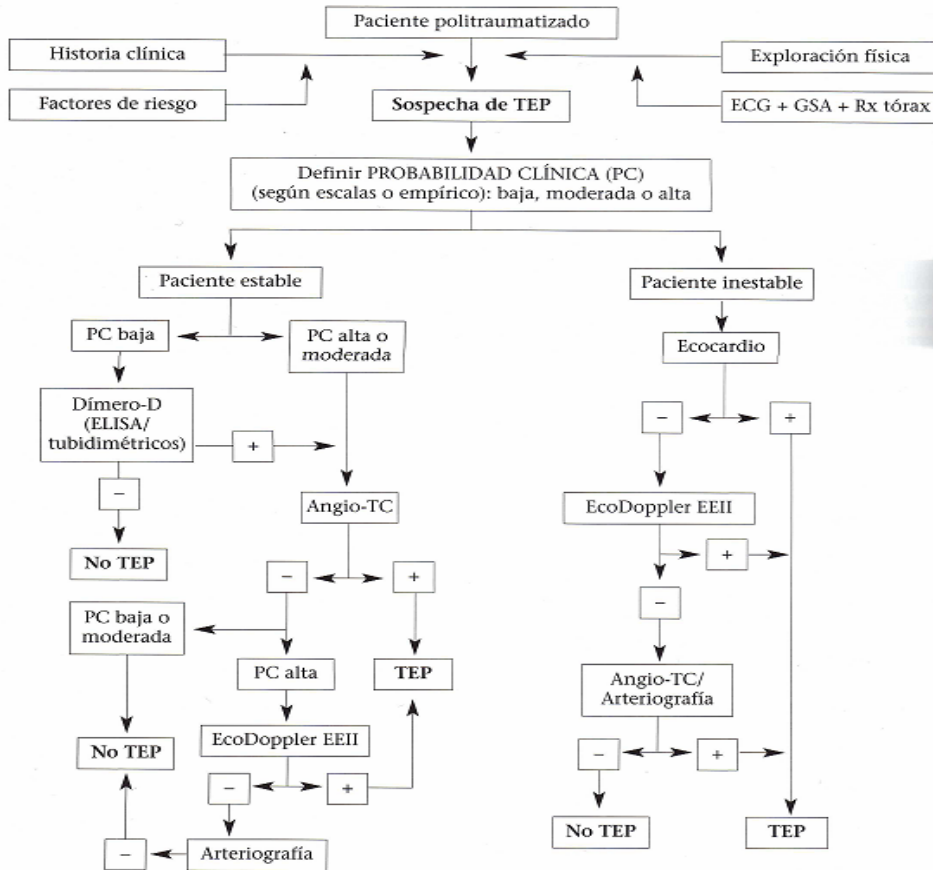 Paciente politraumatizado
Historia clínica
Exploración física
Factores de riesgo
Sospecha de TEP
ECG + GSA + Rx tórax
Definir PROBABILIDAD CLÍNICA (PC)
(según escalas o empírico): baja, moderada o alta
Paciente estable
Paciente inestable
PC baja
PC alta o
moderada
Ecocardio
Dímero-D
(ELISA/
tubidimétricos)
+
−
No TEP
Angio-TC
−
+
PC baja o
moderada
No TEP
PC alta
TEP
EcoDoppler EEII
−
+
Arteriografía
−
−
+
EcoDoppler EEII
+
−
Angio-TC/
Arteriografía
−
+
No TEP
TEP